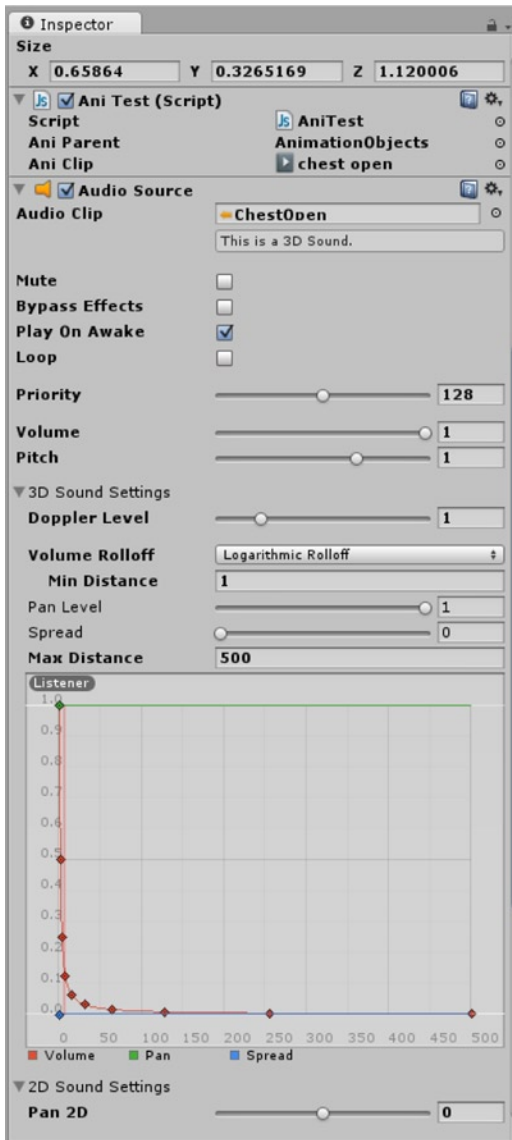 Inspector
Size
X 0.65864 Y 0.3265169 Z 1.120006
Js Ani Test (Script)
Script Js AniTest
Ani Parent AnimationObjects
Ani Clip chest open
Audio Source
Audio Clip ChestOpen
This is a 3D Sound.
Mute
Bypass Effects
Play On Awake
Loop
Priority 128
Volume 1
Pitch 1
3D Sound Settings
Doppler Level 1
Volume Rolloff Logarithmic Rolloff
Min Distance 1
Pan Level 1
Spread 0
Max Distance 500
Listener
1.0
0.9
0.8
0.7
0.6
0.5
0.4
0.3
0.2
0.1
0.0
0 50 100 150 200 250 300 350 400 450 500
Volume Pan Spread
2D Sound Settings
Pan 2D 0